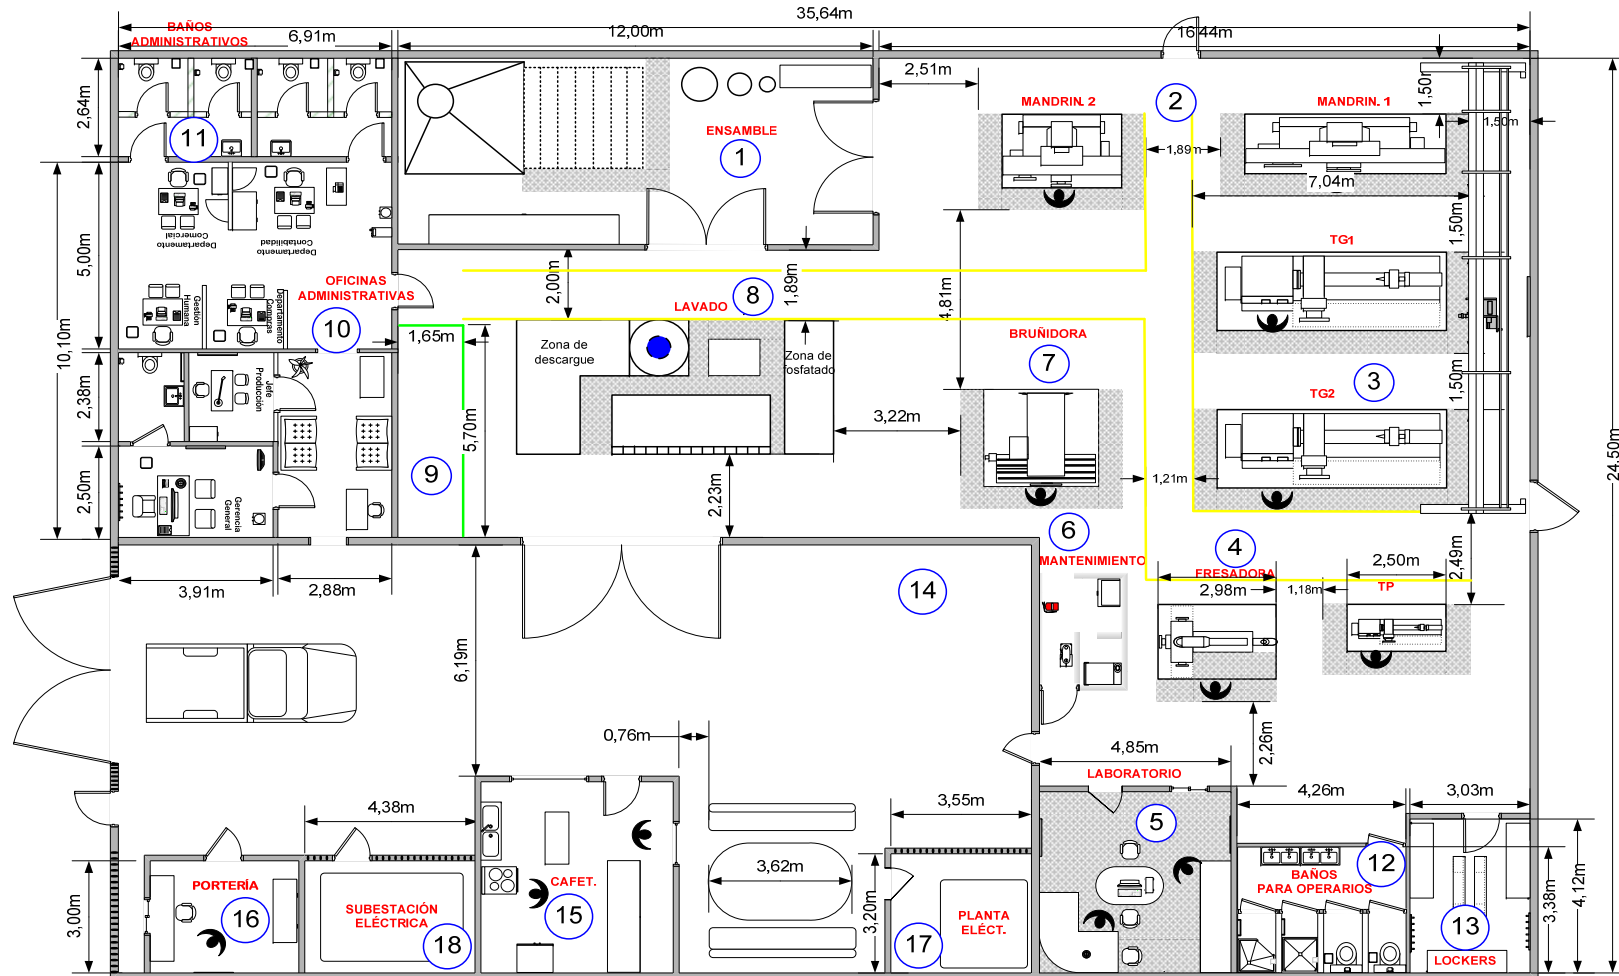 35,64m
BAÑOS
ADMINISTRATIVOS
6,91m
12,00m
16,44m
2,64m
11
ENSAMBLE
1
2,51m
MANDRIN. 2
2
MANDRIN. 1
1,50m
1,50m
1,89m
7,04m
Departamento
Comercial
Departamento
Contabilidad
5,00m
10,10m
Gestión
Humana
Departamento
Compras
OFICINAS
ADMINISTRATIVAS
10
2,00m
1,89m
LAVADO
8
4,81m
TG1
1,50m
1,65m
Zona de
descargue
Zona de
fosfatado
BRUÑIDORA
7
TG2
3
1,50m
2,38m
Jefe
Producción
5,70m
3,22m
24,50m
2,50m
Gerencia
General
9
2,23m
1,21m
6
MANTENIMIENTO
4
FRESADORA
2,98m
1,18m
2,50m
TP
2,49m
3,91m
2,88m
14
6,19m
0,76m
2,26m
4,85m
LABORATORIO
5
4,38m
3,55m
4,26m
3,03m
3,00m
PORTERÍA
16
SUBESTACIÓN
ELÉCTRICA
18
CAFET.
15
3,62m
3,20m
17
PLANTA
ELÉCT.
12
BAÑOS
PARA OPERARIOS
13
LOCKERS
3,38m
4,12m